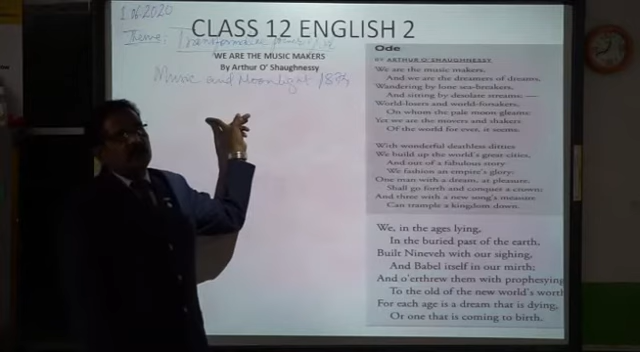 1.06.2020
CLASS 12 ENGLISH 2
Theme: Transformative power of
WE ARE THE MUSIC MAKERS
By Arthur O' Shaughnessy
Music and Moonlight 1874
Ode
BY ARTHUR O'SHAUGHNESSY
We are the music makers,
And we are the dreamers of dreams,
Wandering by lone sea-breakers,
And sitting by desolate streams; —
World-losers and world-forsakers,
On whom the pale moon gleams:
Yet we are the movers and shakers
Of the world for ever, it seems.
With wonderful deathless ditties
We build up the world's great cities,
And out of a fabulous story
We fashion an empire's glory:
One man with a dream, at pleasure,
Shall go forth and conquer a crown;
And three with a new song's measure
Can trample a kingdom down.
We, in the ages lying,
In the buried past of the earth,
Built Nineveh with our sighing,
And Babel itself in our mirth;
And o'erthrew them with prophesying
To the old of the new world's worth
For each age is a dream that is dying,
Or one that is coming to birth.